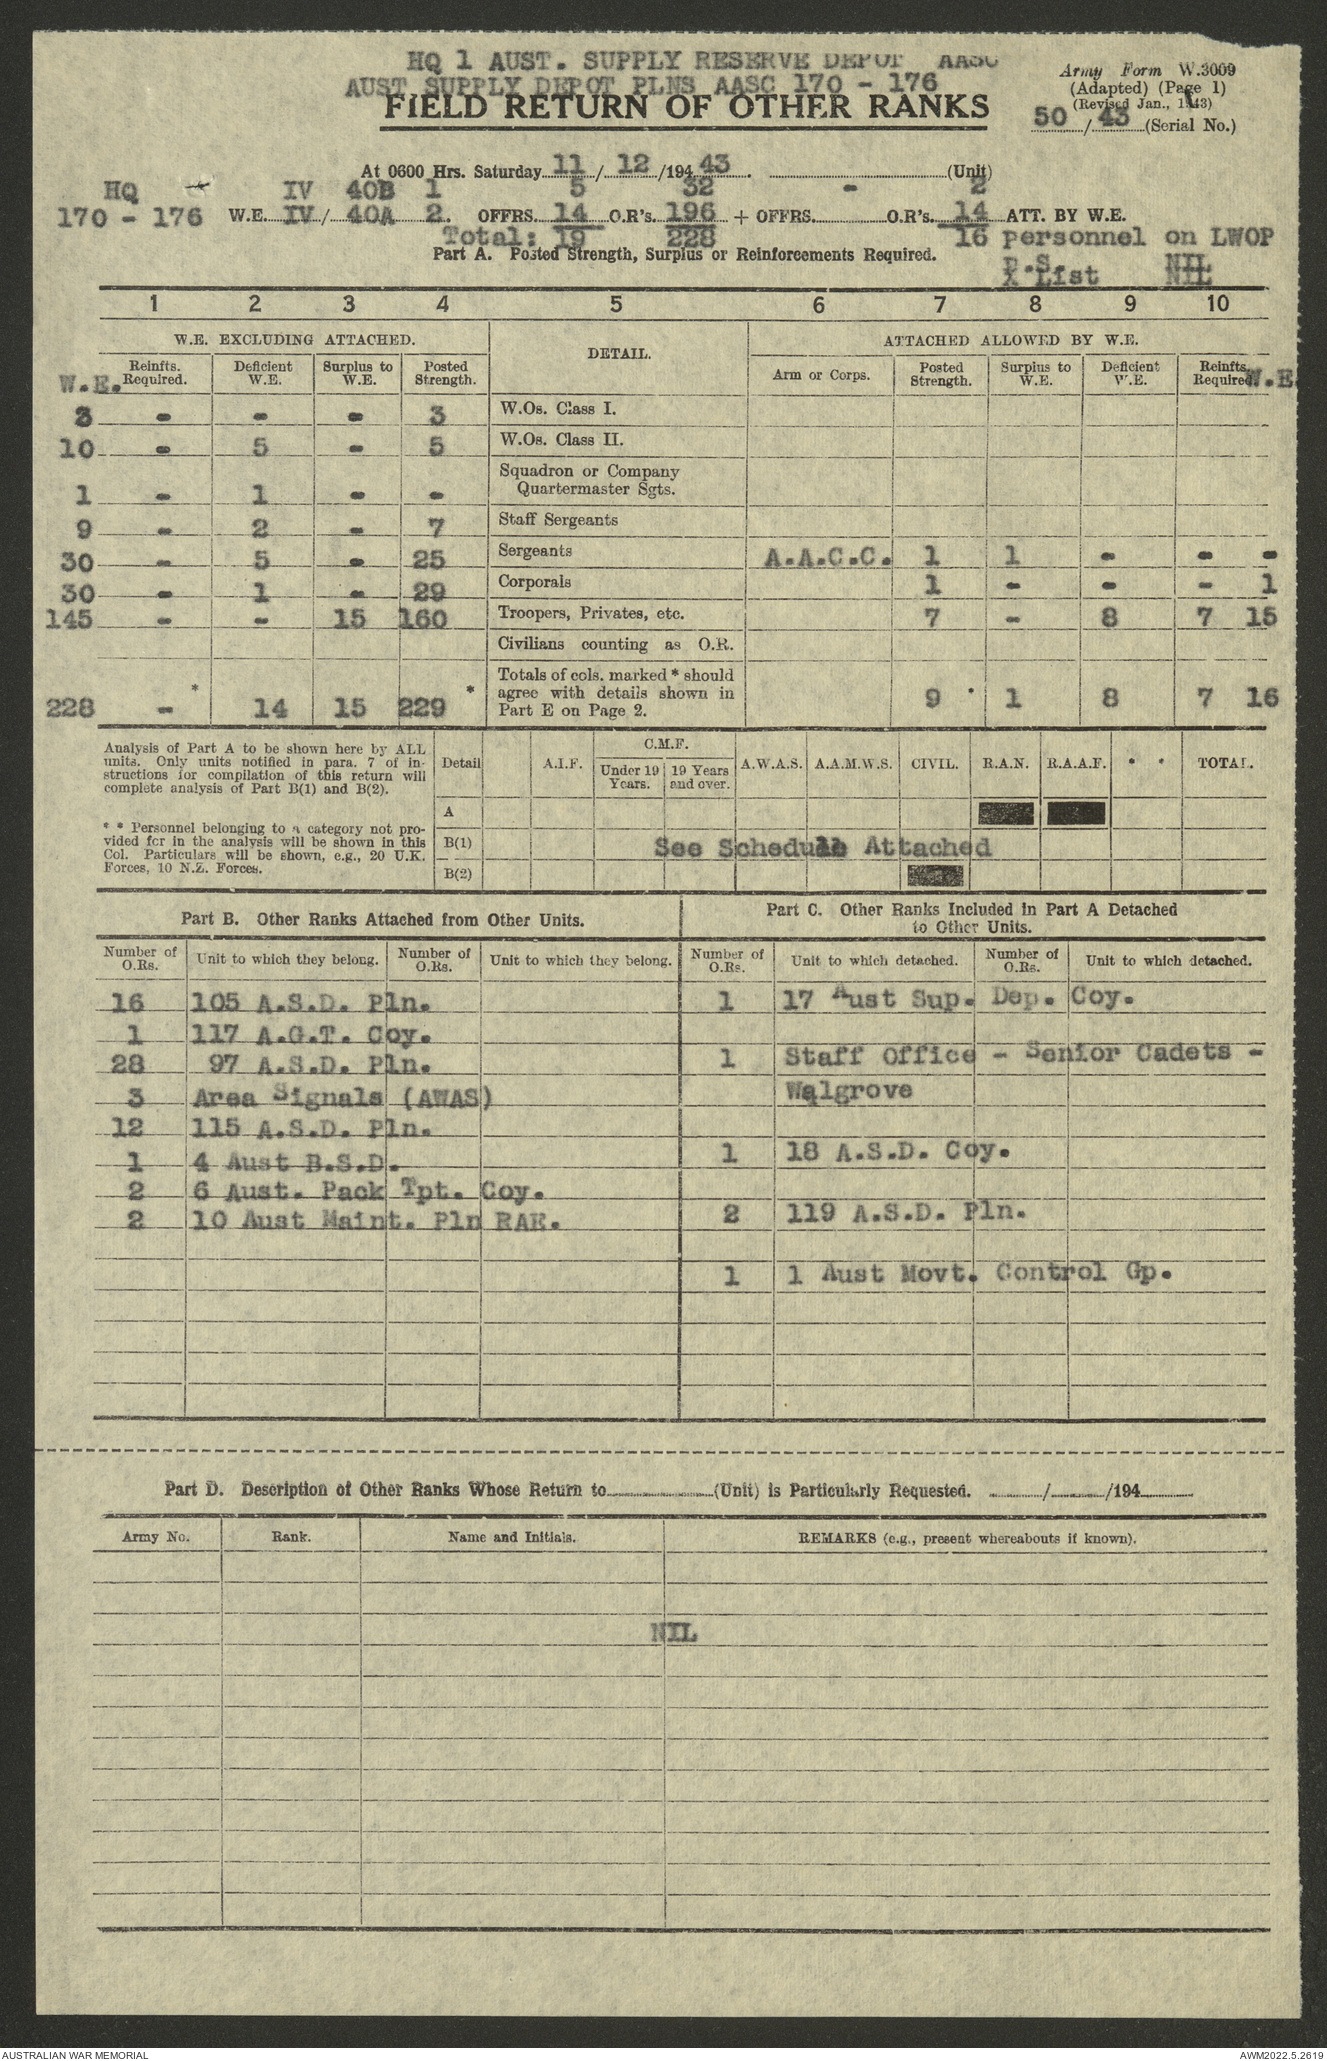 HQ 1 AUST. SUPPLY RESERVE DEPOT AASC
AUST SUPPLY DEPOT PLNS AASC 170 - 176
FIELD RETURN OF OTHER RANKS
Army Form W.3009
(Adapted) (Page 1)
(Revised Jan., 1943)
50 / 43 (Serial No.)
At 0600 Hrs. Saturday 11 / 12 /194 43 . (Unit)
HQ IV 40B 1 5 32 - 2
170 - 176 W.E. IV / 40A 2. OFFRS. 14 O.R's. 196 + OFFRS. O.R's. 14 ATT. BY W.E.
Total: 19 228 16 personnel on LWOP
Part A. Posted Strength, Surplus or Reinforcements Required.
P.S. NIL
X List NIL
1 2 3 4 5 6 7 8 9 10
W.E. EXCLUDING ATTACHED. DETAIL. ATTACHED ALLOWED BY W.E.
W.E. Reinfts. Required. Deficient W.E. Surplus to W.E. Posted Strength. Arm or Corps. Posted Strength. Surplus to W.E. Deficient W.E. Reinfts. Required. W.E.
3 - - - 3 W.Os. Class I.
10 - 5 - 5 W.Os. Class II.
1 - 1 - - Squadron or Company Quartermaster Sgts.
9 - 2 - 7 Staff Sergeants
30 - 5 - 25 Sergeants A.A.C.C. 1 1 - - -
30 - 1 - 29 Corporals 1 - - - 1
145 - - 15 160 Troopers, Privates, etc. 7 - 8 7 15
Civilians counting as O.R.
228 - * 14 15 229 * Totals of cols. marked * should agree with details shown in Part E on Page 2. 9 * 1 8 7 16
Analysis of Part A to be shown here by ALL
units. Only units notified in para. 7 of in-
structions for compilation of this return will
complete analysis of Part B(1) and B(2).
* * Personnel belonging to a category not pro-
vided for in the analysis will be shown in this
Col. Particulars will be shown, e.g., 20 U.K.
Forces, 10 N.Z. Forces.
Detail A.I.F. C.M.F. Under 19 Years. 19 Years and over. A.W.A.S. A.A.M.W.S. CIVIL. R.A.N. R.A.A.F. * * TOTAL.
A
B(1) See Schedule Attached
B(2)
Part B. Other Ranks Attached from Other Units.
Number of O.Rs. Unit to which they belong. Number of O.Rs. Unit to which they belong.
16 105 A.S.D. Pln.
1 117 A.G.T. Coy.
28 97 A.S.D. Pln.
3 Area Signals (AWAS)
12 115 A.S.D. Pln.
1 4 Aust B.S.D.
2 6 Aust. Pack Tpt. Coy.
2 10 Aust Maint. Pln RAE.
Part C. Other Ranks Included in Part A Detached
to Other Units.
Number of O.Rs. Unit to which detached. Number of O.Rs. Unit to which detached.
1 17 Aust Sup. Dep. Coy.
1 Staff Office - Senior Cadets -
Walgrove
1 18 A.S.D. Coy.
2 119 A.S.D. Pln.
1 1 Aust Movt. Control Gp.
Part D. Description of Other Ranks Whose Return to (Unit) is Particularly Requested. / /194
Army No. Rank. Name and Initials. REMARKS (e.g., present whereabouts if known).
NIL
AUSTRALIAN WAR MEMORIAL
AWM2022.5.2619